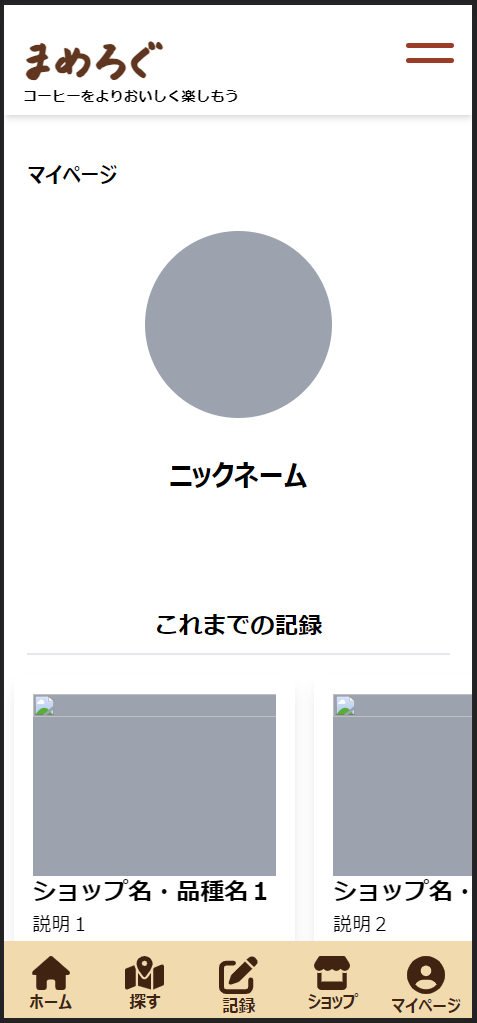 まめろぐ
コーヒーをよりおいしく楽しもう
マイページ
ニックネーム
これまでの記録
ショップ名・品種名１
説明１
ショップ名・
説明２
ホーム
探す
記録
ショップ
マイページ